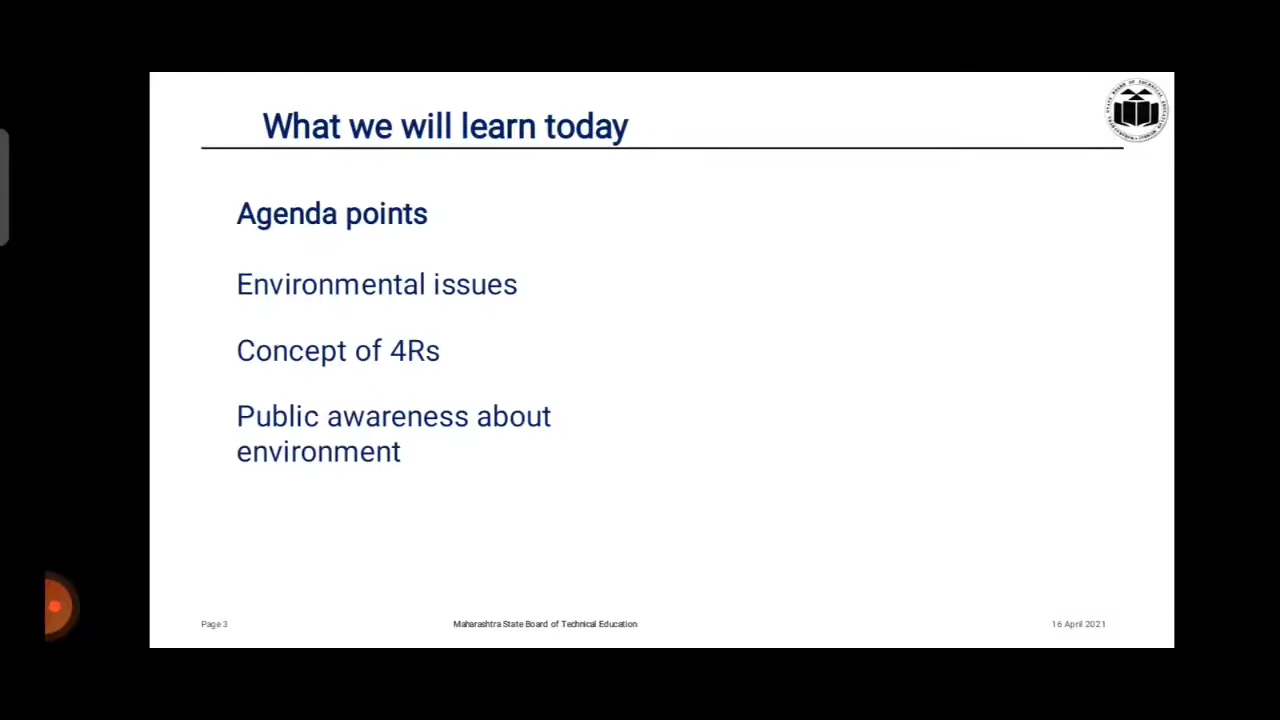 What we will learn today
Agenda points
Environmental issues
Concept of 4Rs
Public awareness about
environment
Page 3
Maharashtra State Board of Technical Education
16 April 2021